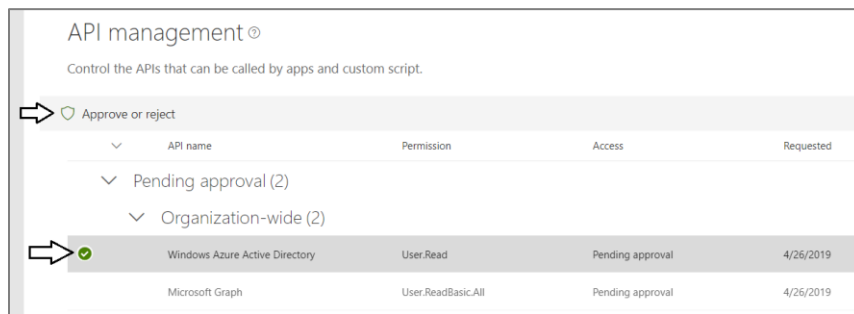 API management
Control the APIs that can be called by apps and custom script.
Approve or reject
API name Permission Access Requested
Pending approval (2)
Organization-wide (2)
Windows Azure Active Directory User.Read Pending approval 4/26/2019
Microsoft Graph User.ReadBasic.All Pending approval 4/26/2019